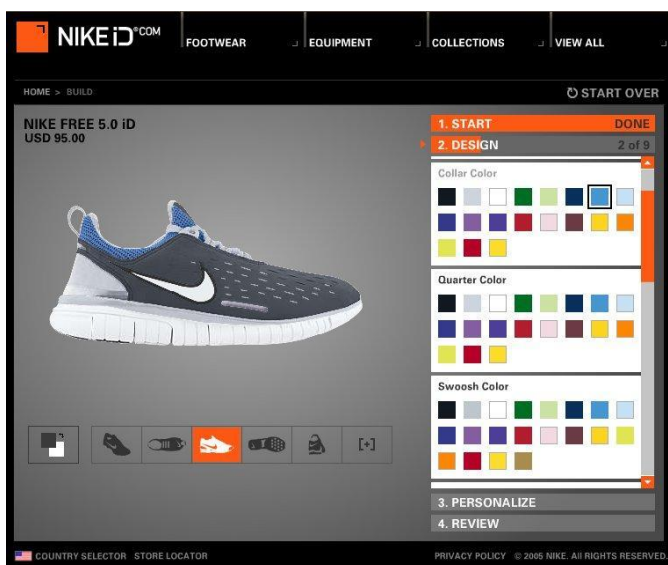 NIKEiD®COM
FOOTWEAR
EQUIPMENT
COLLECTIONS
VIEW ALL
HOME > BUILD
START OVER
NIKE FREE 5.0 iD
USD 95.00
1. START DONE
2. DESIGN 2 of 9
Collar Color
Quarter Color
Swoosh Color
[+]
3. PERSONALIZE
4. REVIEW
COUNTRY SELECTOR STORE LOCATOR
PRIVACY POLICY © 2005 NIKE. All RIGHTS RESERVED.